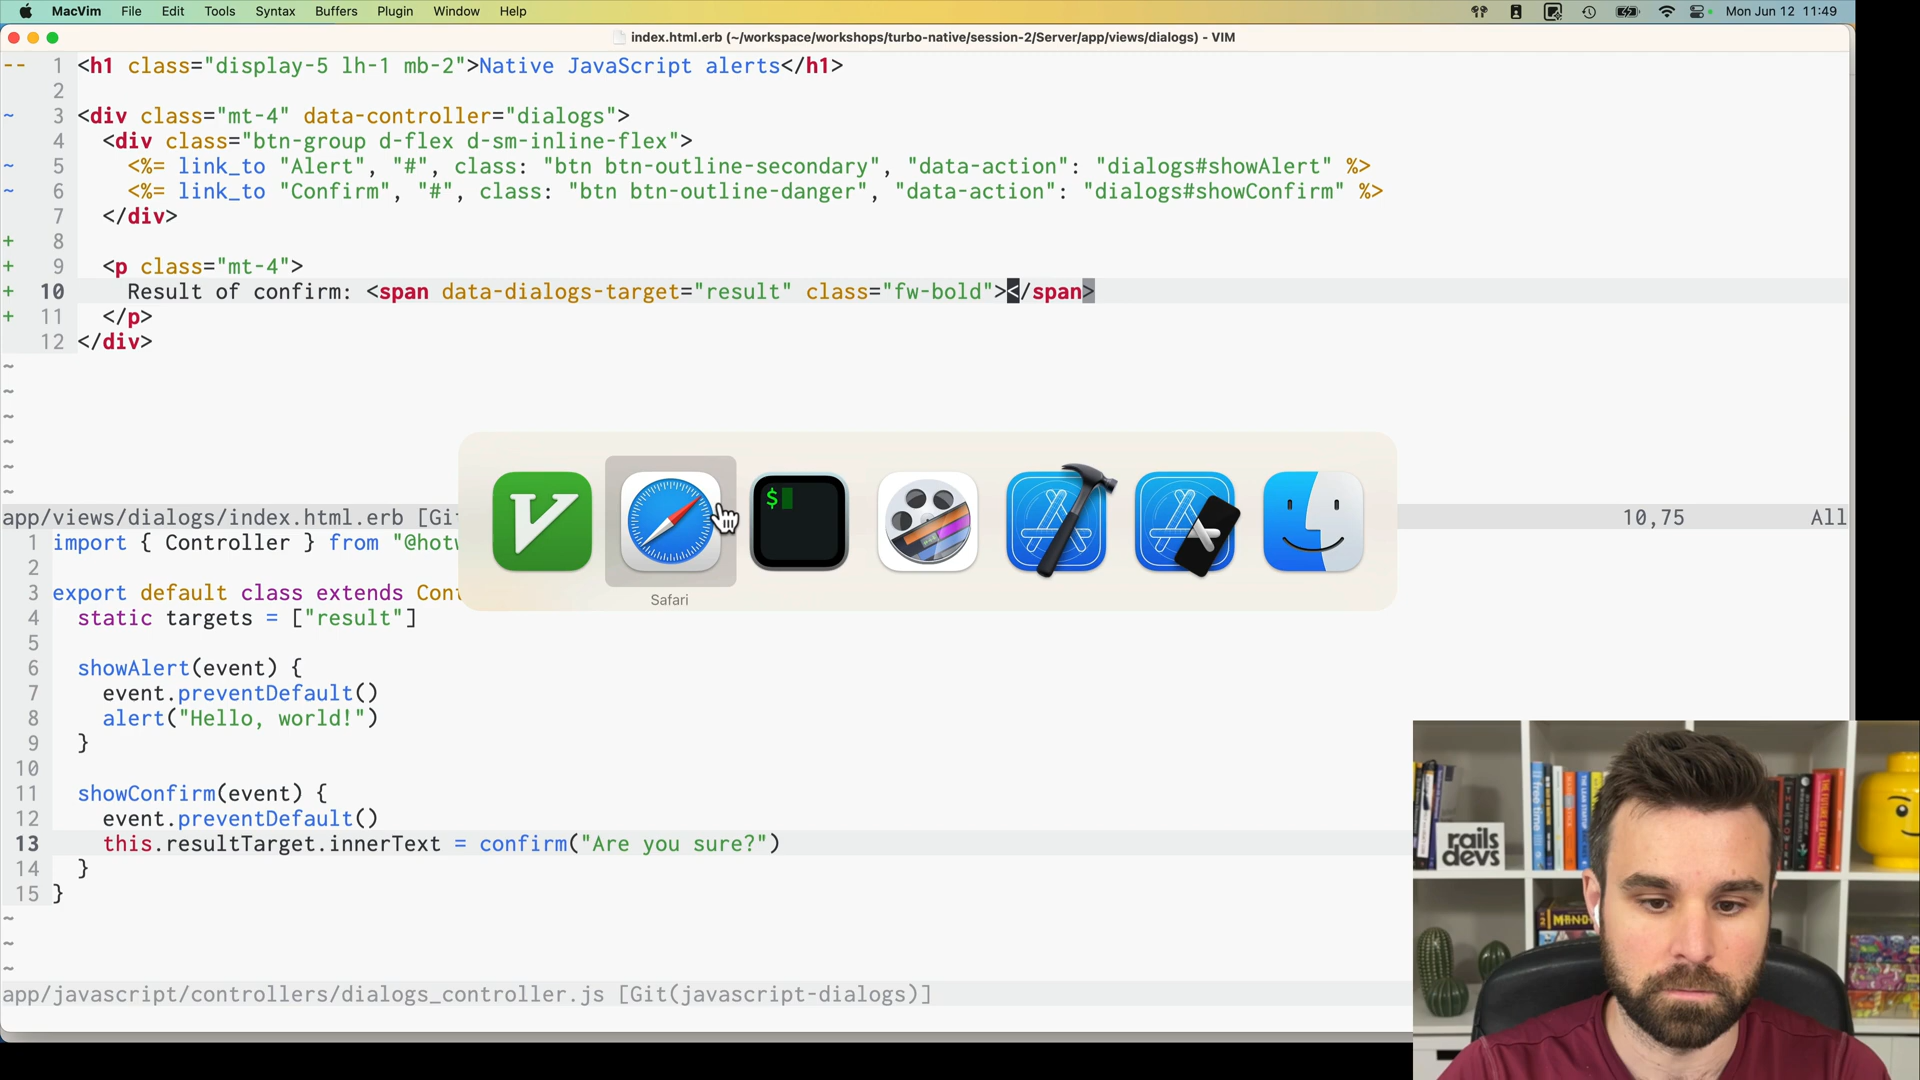 MacVim File Edit Tools Syntax Buffers Plugin Window Help Mon Jun 12 11:49
index.html.erb (~/workspace/workshops/turbo-native/session-2/Server/app/views/dialogs) - VIM
-- 1 <h1 class="display-5 lh-1 mb-2">Native JavaScript alerts</h1>
2
~ 3 <div class="mt-4" data-controller="dialogs">
4 <div class="btn-group d-flex d-sm-inline-flex">
~ 5 <%= link_to "Alert", "#", class: "btn btn-outline-secondary", "data-action": "dialogs#showAlert" %>
~ 6 <%= link_to "Confirm", "#", class: "btn btn-outline-danger", "data-action": "dialogs#showConfirm" %>
7 </div>
+ 8
+ 9 <p class="mt-4">
+ 10 Result of confirm: <span data-dialogs-target="result" class="fw-bold"></span>
+ 11 </p>
12 </div>
~
~
~
~
~
~
$
Safari
app/views/dialogs/index.html.erb [Gi 10,75 All
1 import { Controller } from "@hotw
2
3 export default class extends Con
4 static targets = ["result"]
5
6 showAlert(event) {
7 event.preventDefault()
8 alert("Hello, world!")
9 }
10
11 showConfirm(event) {
12 event.preventDefault()
13 this.resultTarget.innerText = confirm("Are you sure?")
14 }
15 }
~
~
~
app/javascript/controllers/dialogs_controller.js [Git(javascript-dialogs)]
rails
devs